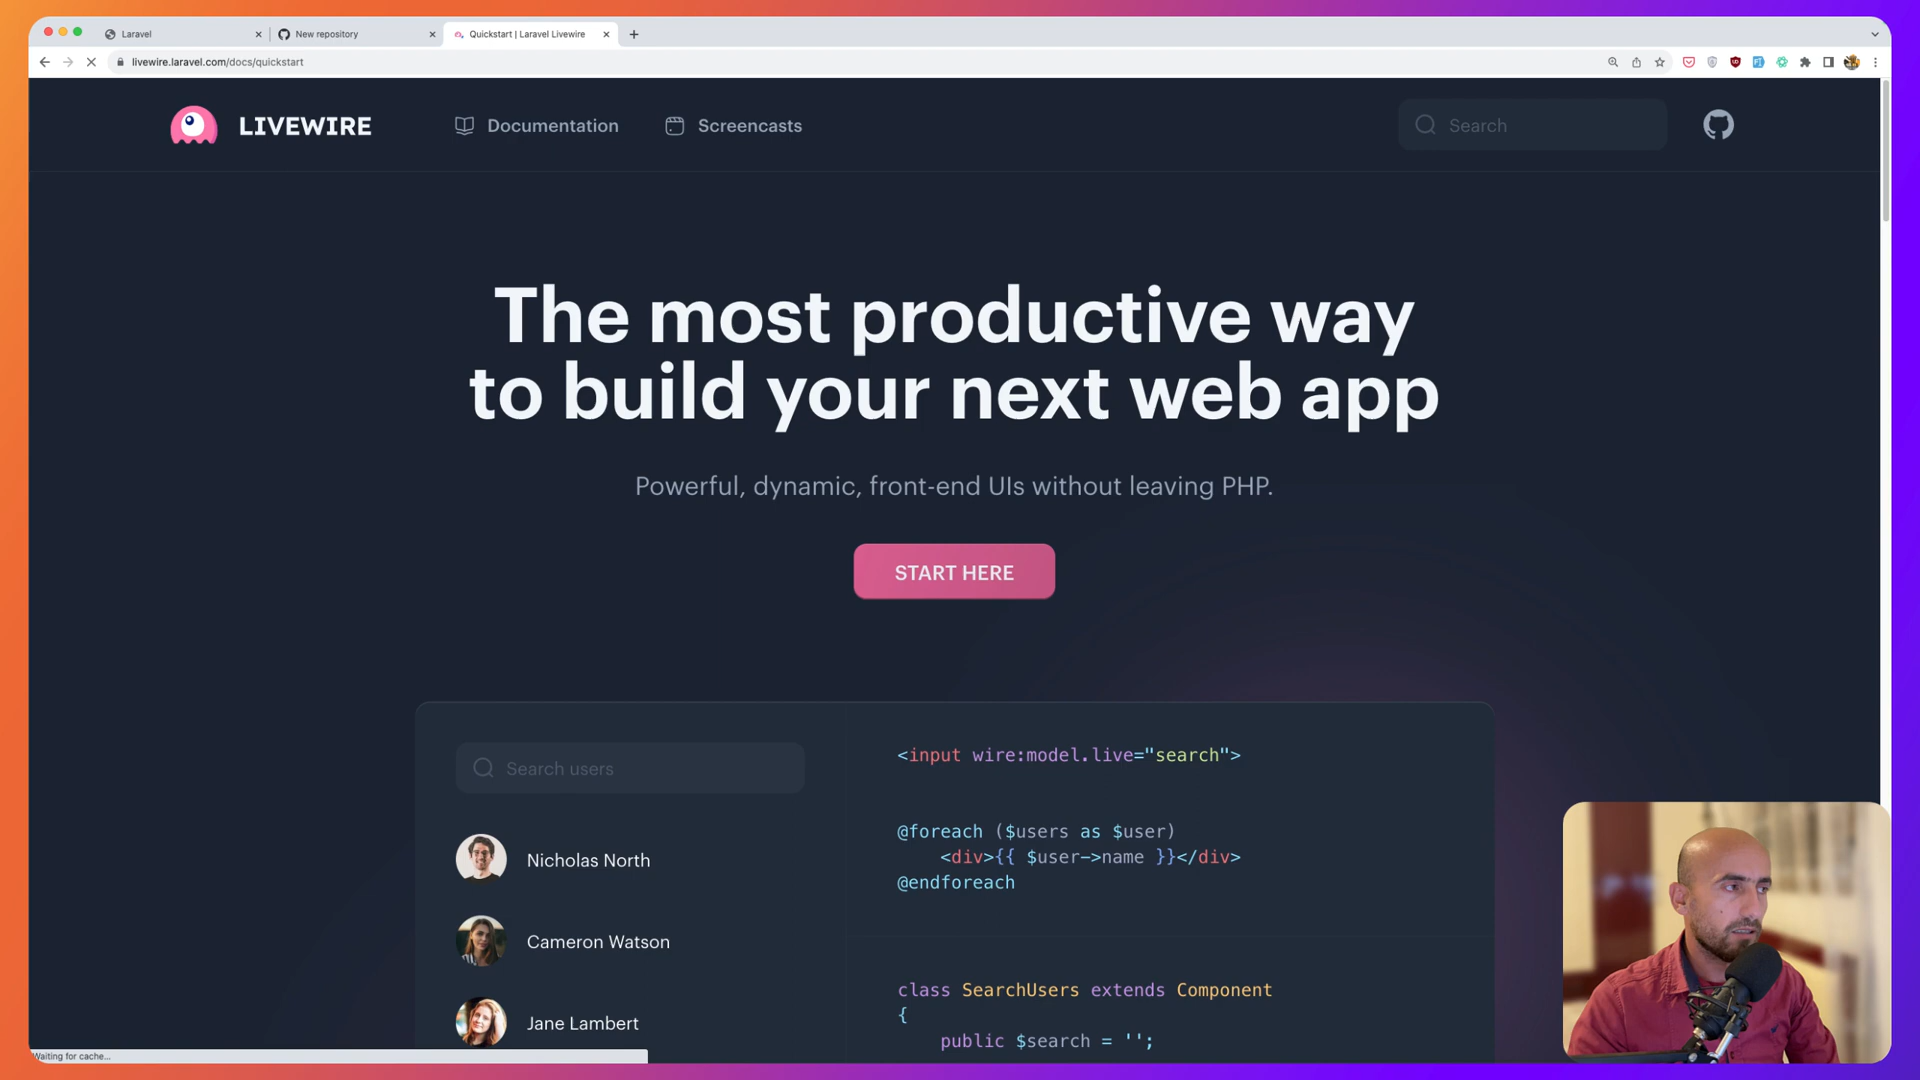 Laravel
New repository
Quickstart | Laravel Livewire
livewire.laravel.com/docs/quickstart
LIVEWIRE
Documentation
Screencasts
Search
The most productive way
to build your next web app
Powerful, dynamic, front-end UIs without leaving PHP.
START HERE
Search users
Nicholas North
Cameron Watson
Jane Lambert
<input wire:model.live="search">
@foreach ($users as $user)
<div>{{ $user->name }}</div>
@endforeach
class SearchUsers extends Component
{
public $search = '';
Waiting for cache...